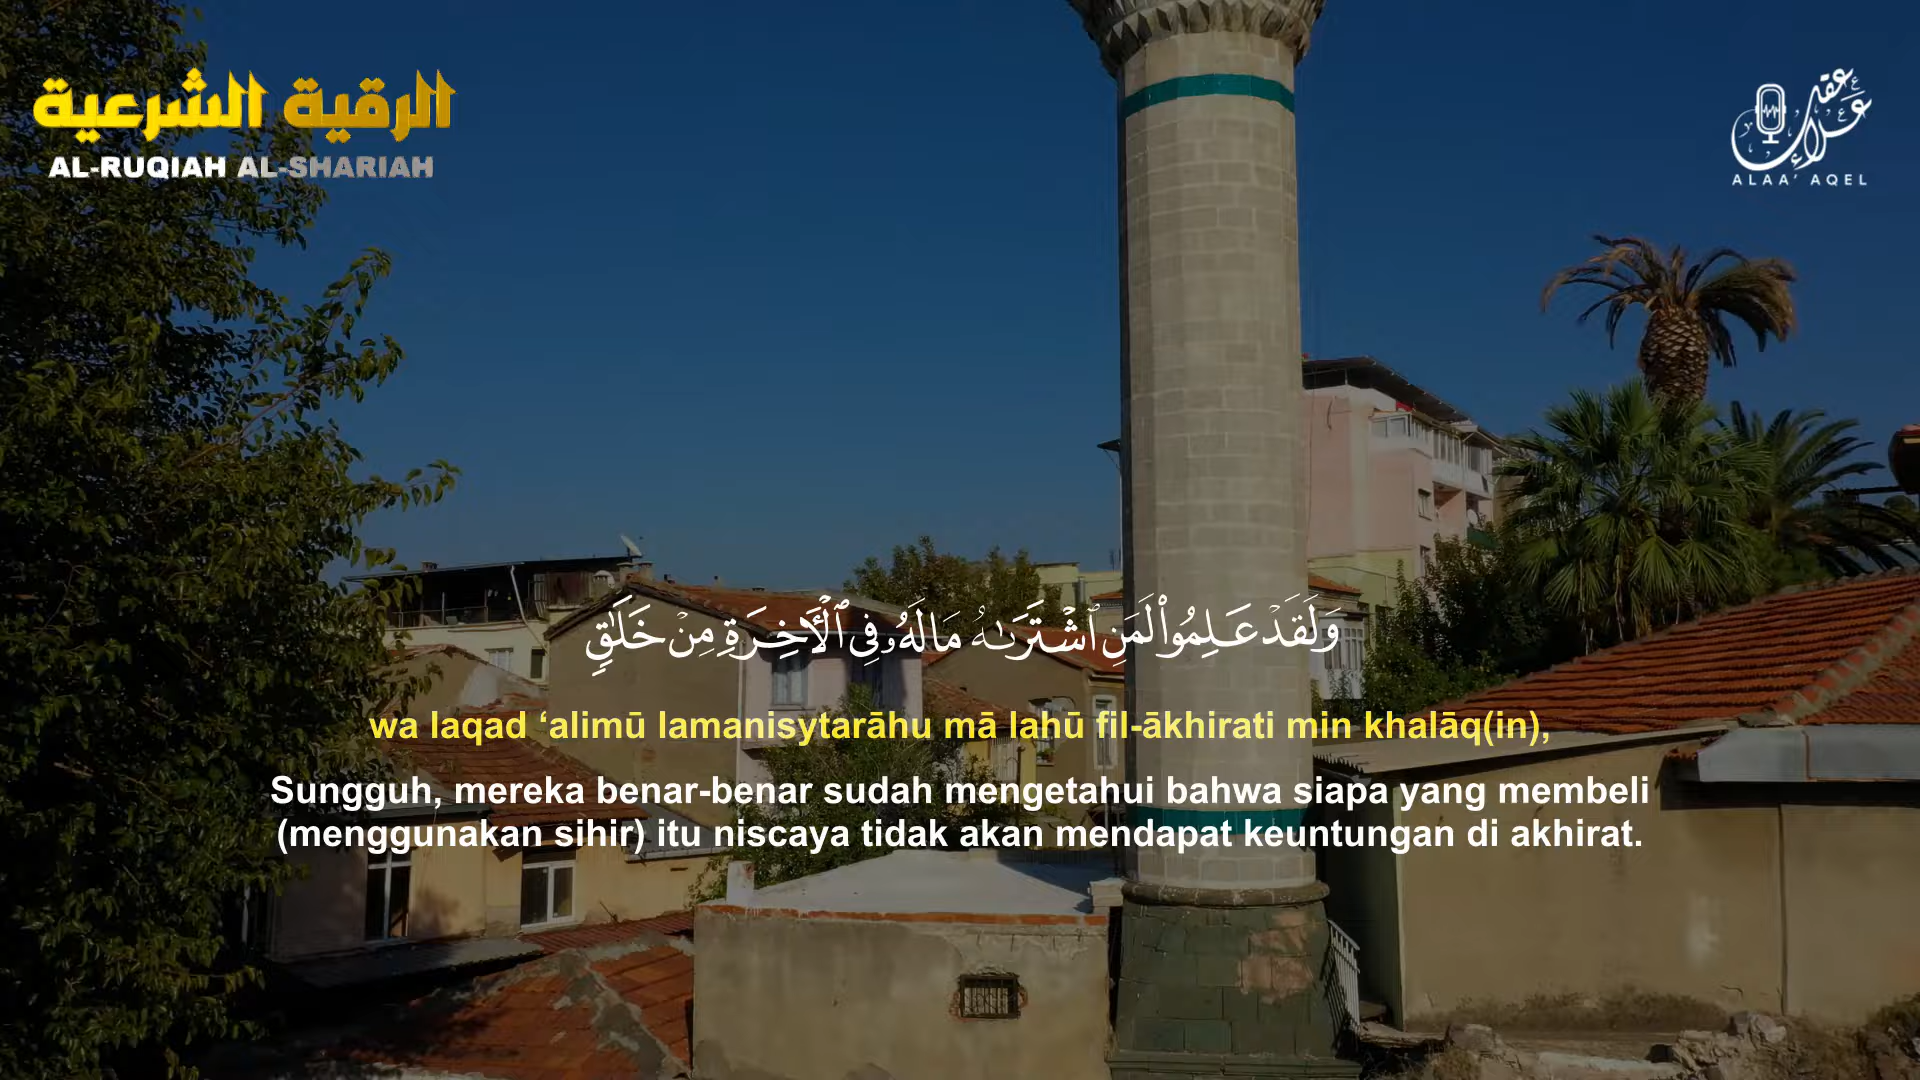 الرقية الشرعية
AL-RUQIAH AL-SHARIAH
علاء عقل
ALAA' AQEL
وَلَقَدْ عَلِمُوا۟ لَمَنِ ٱشْتَرَىٰهُ مَا لَهُۥ فِى ٱلْـَٔاخِرَةِ مِنْ خَلَـٰقٍ
wa laqad ‘alimū lamanisytarāhu mā lahū fil-ākhirati min khalāq(in),
Sungguh, mereka benar-benar sudah mengetahui bahwa siapa yang membeli
(menggunakan sihir) itu niscaya tidak akan mendapat keuntungan di akhirat.